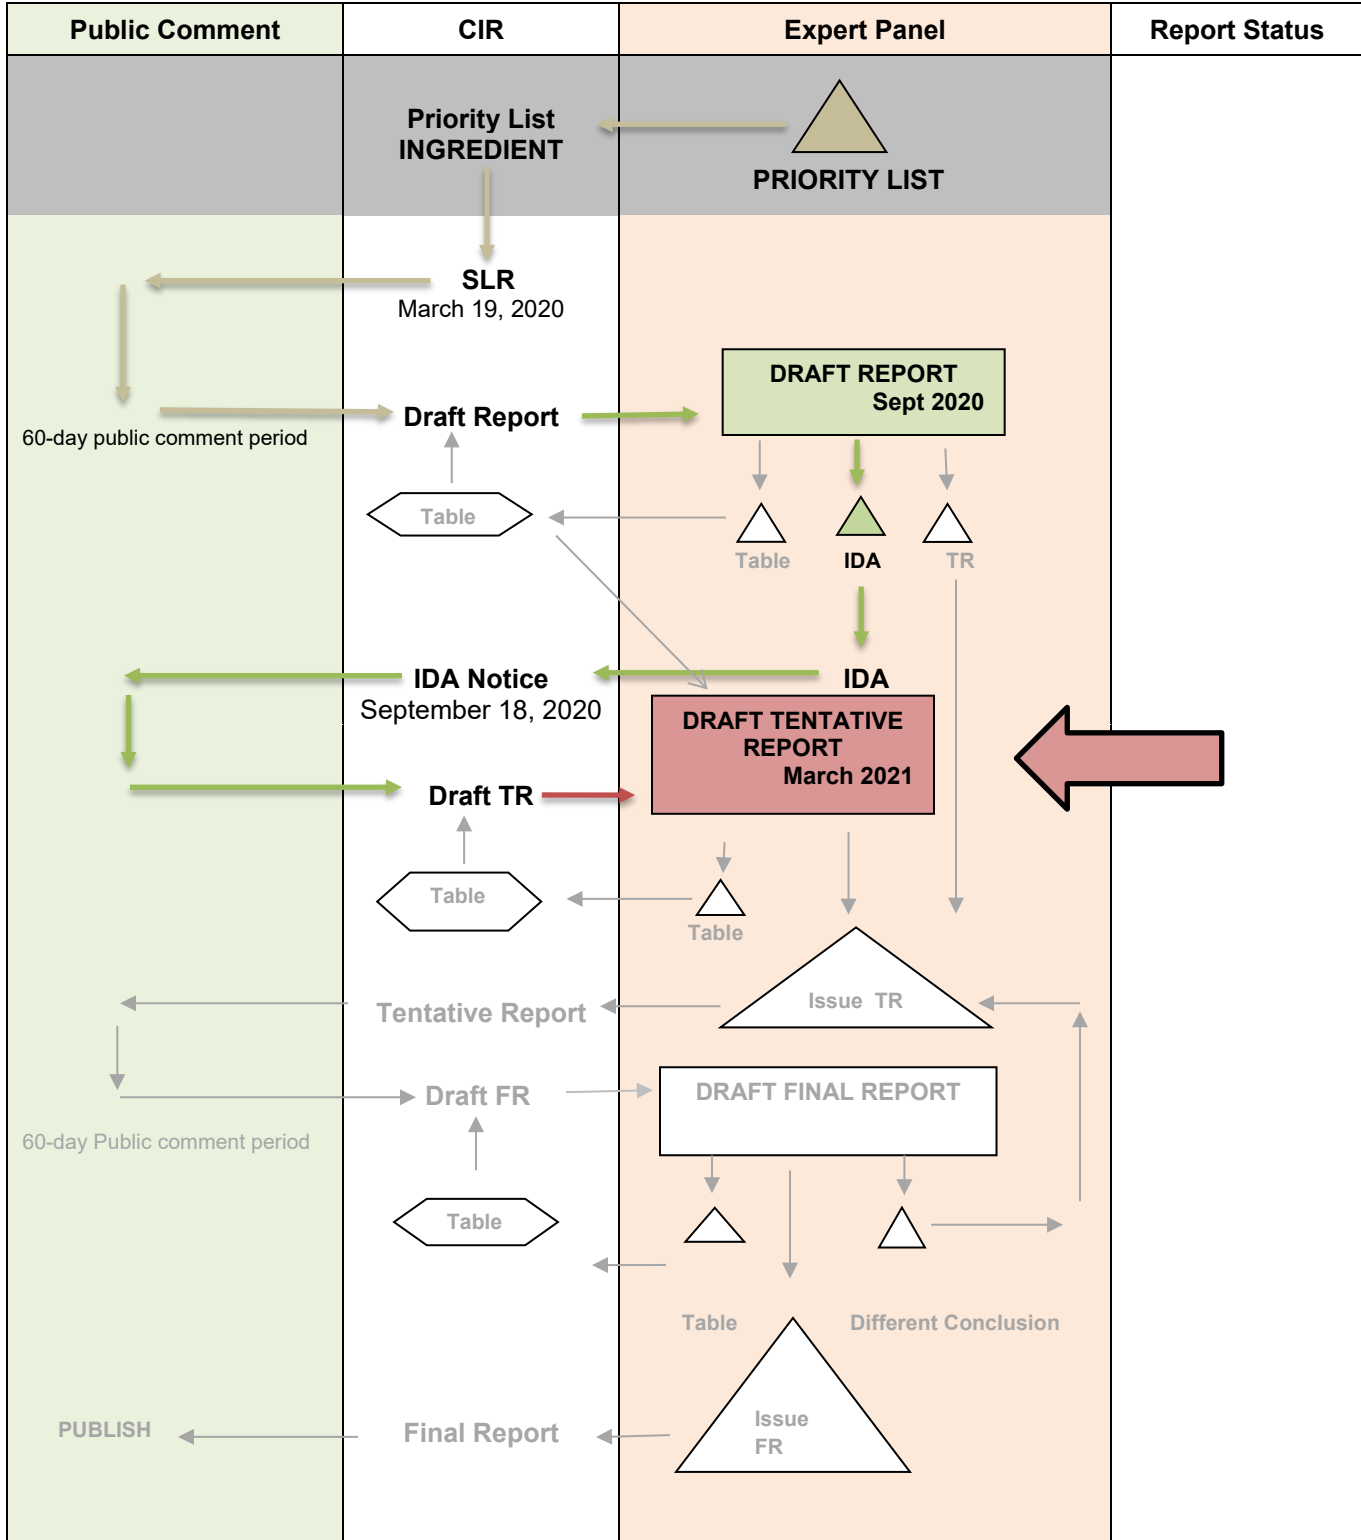 Public Comment
CIR
Expert Panel
Report Status
Priority List
INGREDIENT
PRIORITY LIST
SLR
March 19, 2020
DRAFT REPORT
Sept 2020
60-day public comment period
Draft Report
Table
Table
IDA
TR
IDA Notice
September 18, 2020
IDA
DRAFT TENTATIVE
REPORT
March 2021
Draft TR
Table
Table
Tentative Report
Issue TR
Draft FR
DRAFT FINAL REPORT
60-day Public comment period
Table
Table
Different Conclusion
PUBLISH
Final Report
Issue
FR